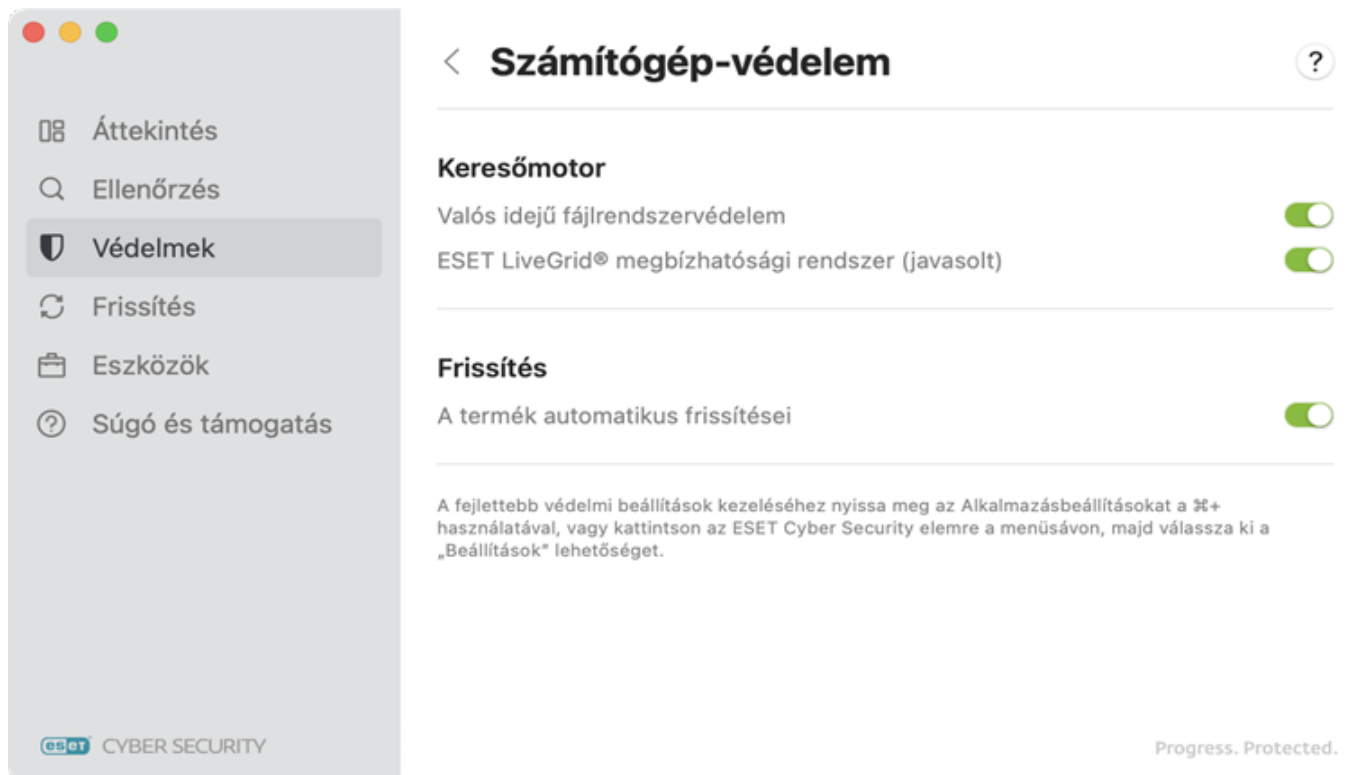 Számítógép-védelem
?
Áttekintés
Ellenőrzés
Védelmek
Frissítés
Eszközök
Súgó és támogatás
Keresőmotor
Valós idejű fájlrendszervédelem
ESET LiveGrid® megbízhatósági rendszer (javasolt)
Frissítés
A termék automatikus frissítései
A fejlettebb védelmi beállítások kezeléséhez nyissa meg az Alkalmazásbeállításokat a ⌘+
használatával, vagy kattintson az ESET Cyber Security elemre a menüsávon, majd válassza ki a
„Beállítások” lehetőséget.
eseT CYBER SECURITY
Progress. Protected.